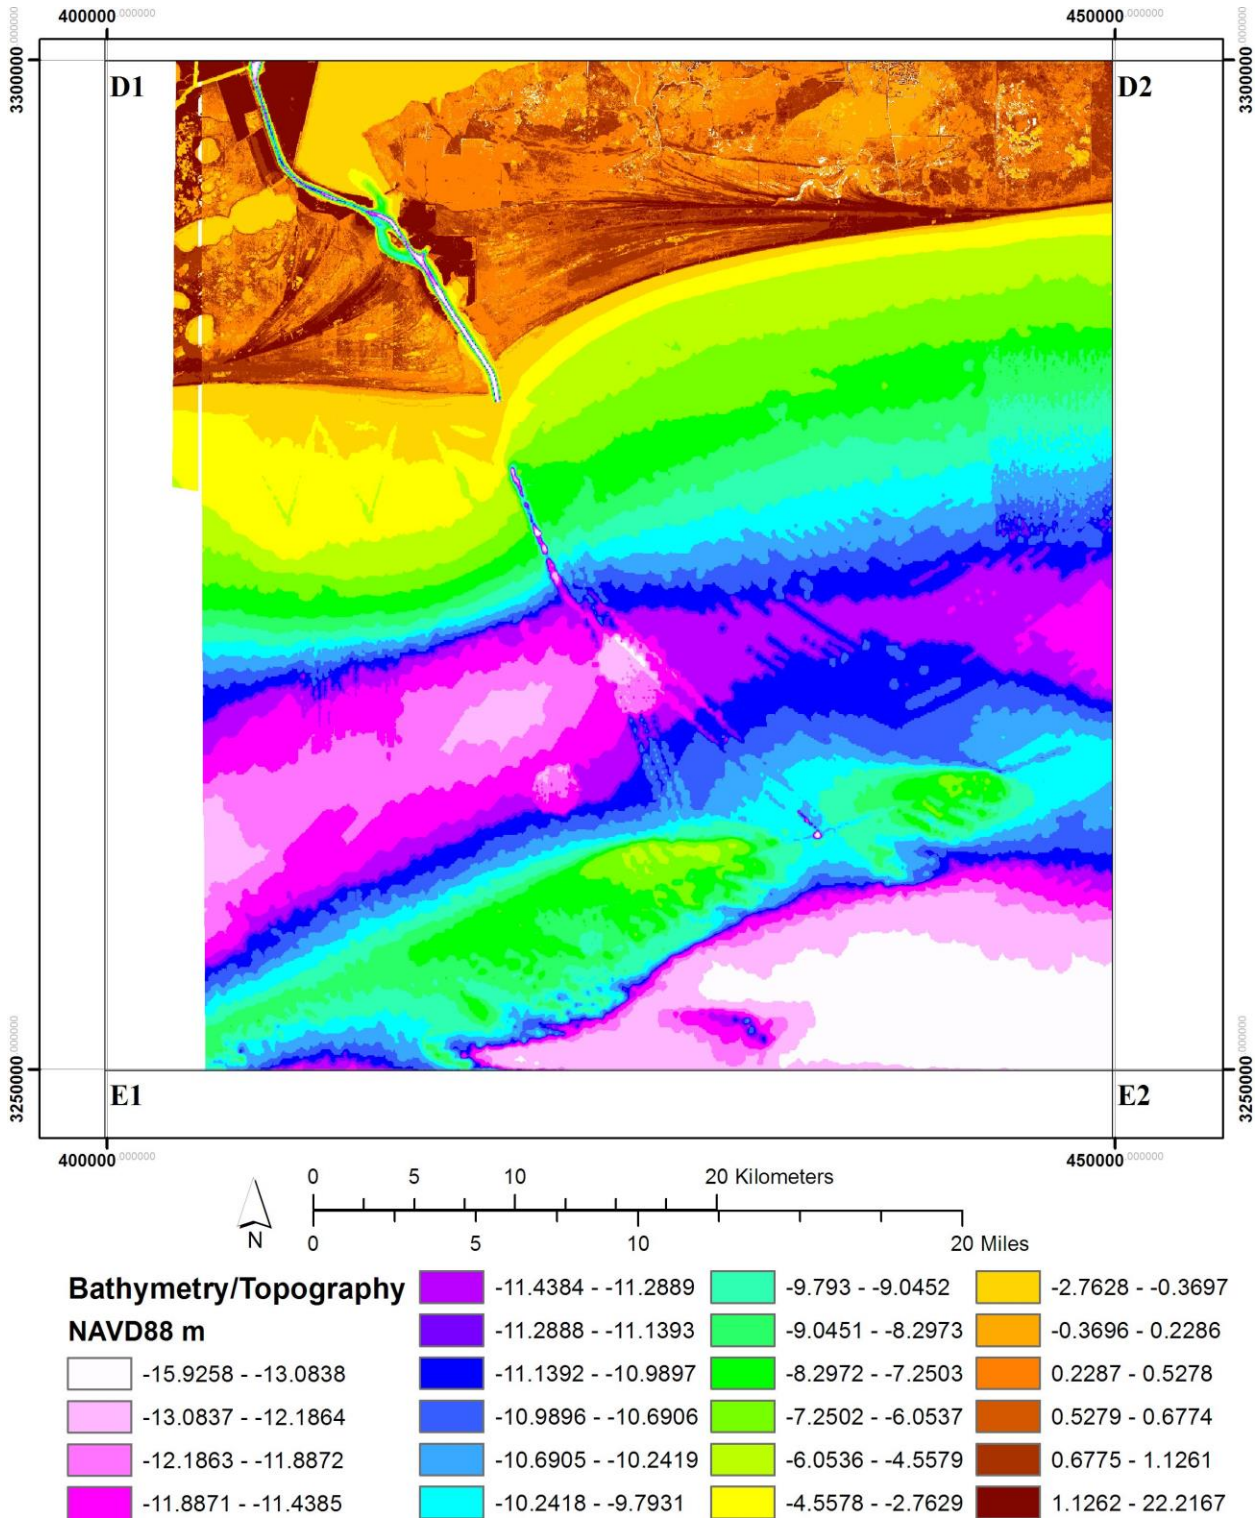 400000.000000 450000.000000
3300000.000000 3300000.000000
D1 D2
3250000.000000 3250000.000000
E1 E2
400000.000000 450000.000000
0 5 10 20 Kilometers
N
0 5 10 20 Miles
Bathymetry/Topography
NAVD88 m
-15.9258 - -13.0838
-13.0837 - -12.1864
-12.1863 - -11.8872
-11.8871 - -11.4385
-11.4384 - -11.2889
-11.2888 - -11.1393
-11.1392 - -10.9897
-10.9896 - -10.6906
-10.6905 - -10.2419
-10.2418 - -9.7931
-9.793 - -9.0452
-9.0451 - -8.2973
-8.2972 - -7.2503
-7.2502 - -6.0537
-6.0536 - -4.5579
-4.5578 - -2.7629
-2.7628 - -0.3697
-0.3696 - 0.2286
0.2287 - 0.5278
0.5279 - 0.6774
0.6775 - 1.1261
1.1262 - 22.2167